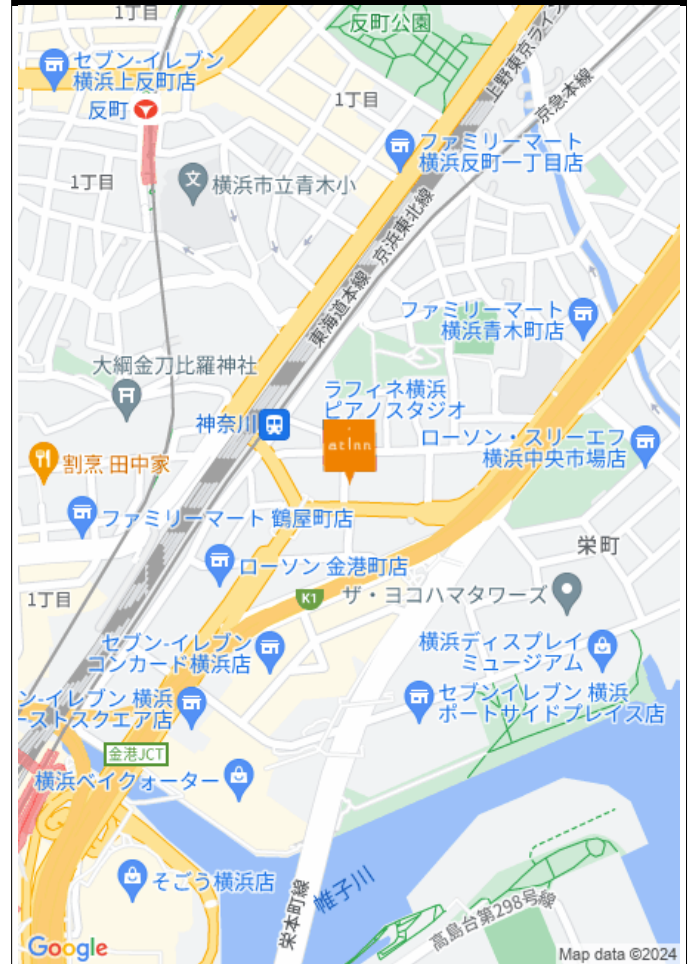 1丁目
反町公園
セブン-イレブン
横浜上反町店
反町
1丁目
上野東京ライン
京急本線
ファミリーマート
横浜反町一丁目店
1丁目
文
横浜市立青木小
京浜東北線
東海道本線
ファミリーマート
横浜青木町店
大綱金刀比羅神社
ラフィネ横浜
ピアノスタジオ
神奈川
at inn
ローソン・スリーエフ
横浜中央市場店
割烹 田中家
ファミリーマート 鶴屋町店
栄町
ローソン 金港町店
K1
ザ・ヨコハマタワーズ
1丁目
セブン-イレブン
コンカード横浜店
横浜ディスプレイ
ミュージアム
ン-イレブン 横浜
ーストスクエア店
セブンイレブン 横浜
ポートサイドプレイス店
金港JCT
横浜ベイクォーター
そごう横浜店
帷子川
栄本町線
高島台第298号線
Google
Map data ©2024